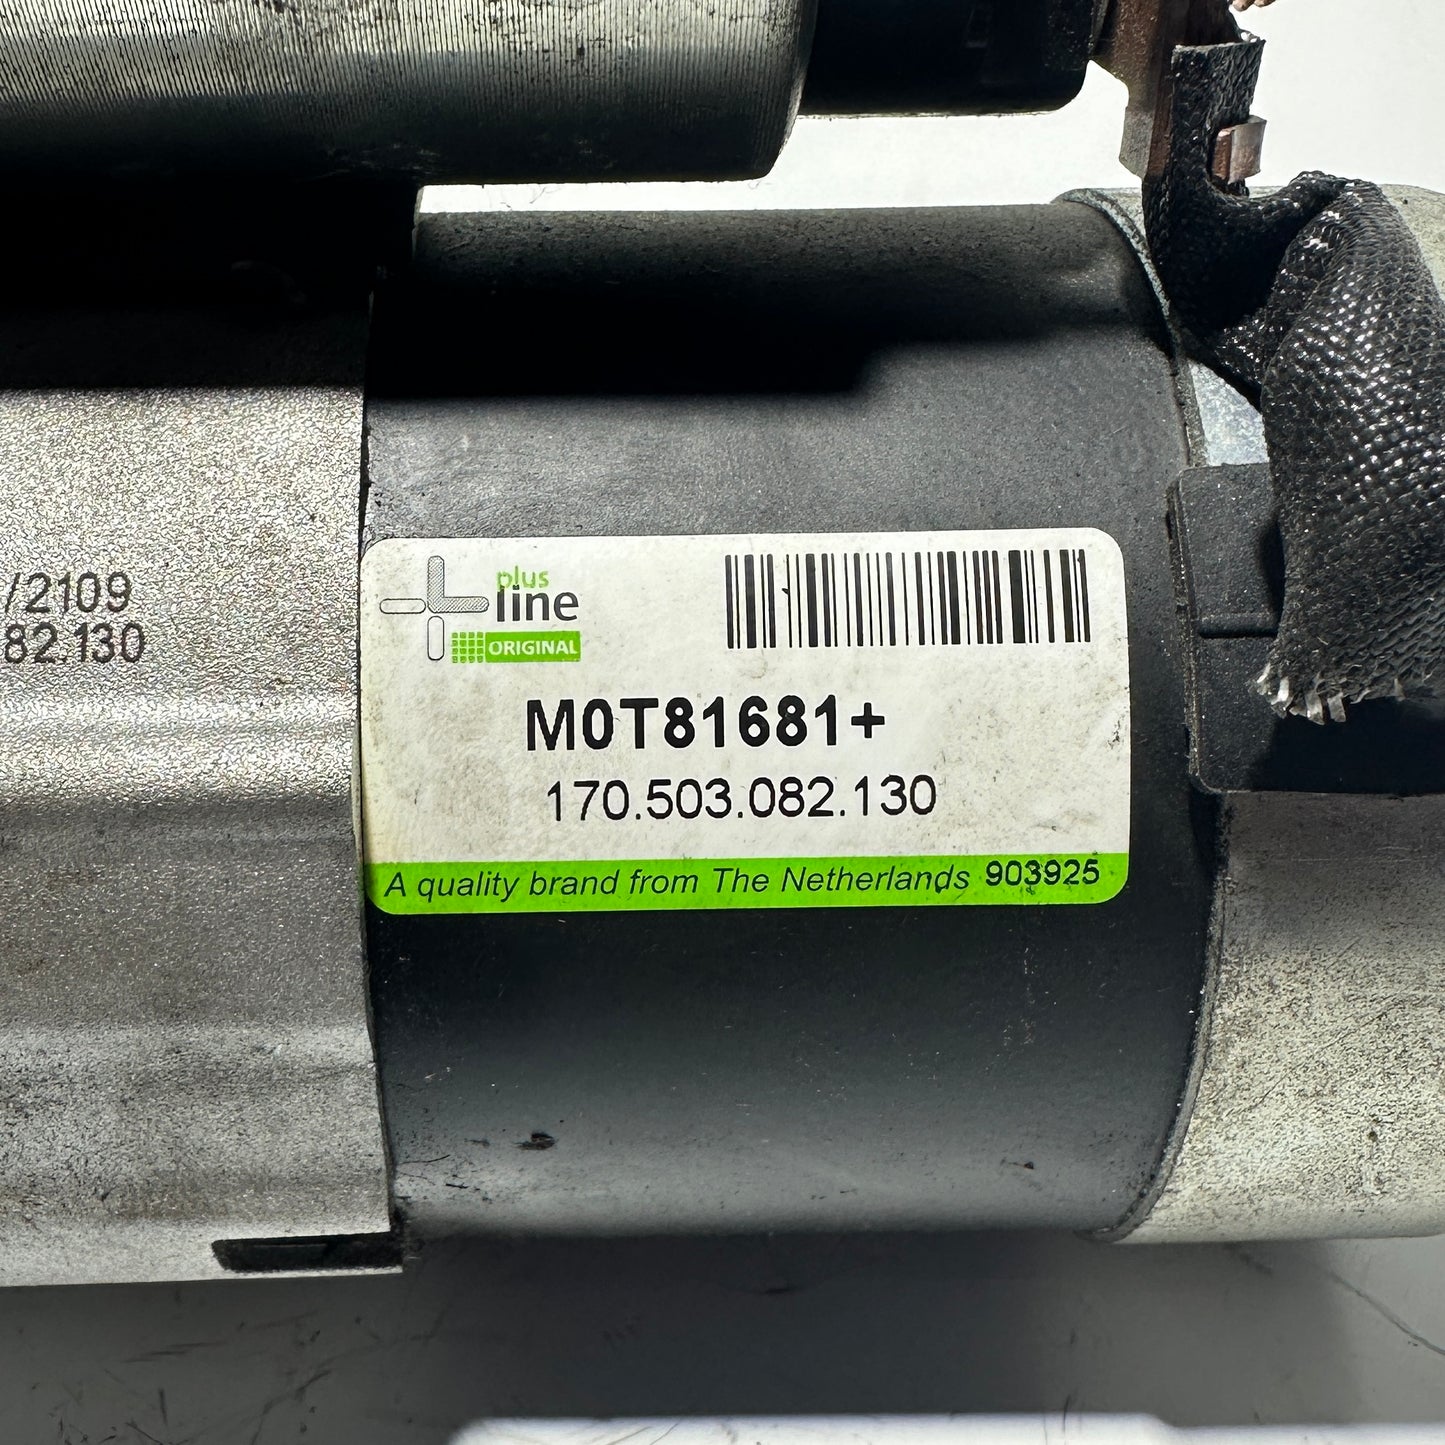 /2109
82.130
plus
line
ORIGINAL
M0T81681+
170.503.082.130
A quality brand from The Netherlands 903925